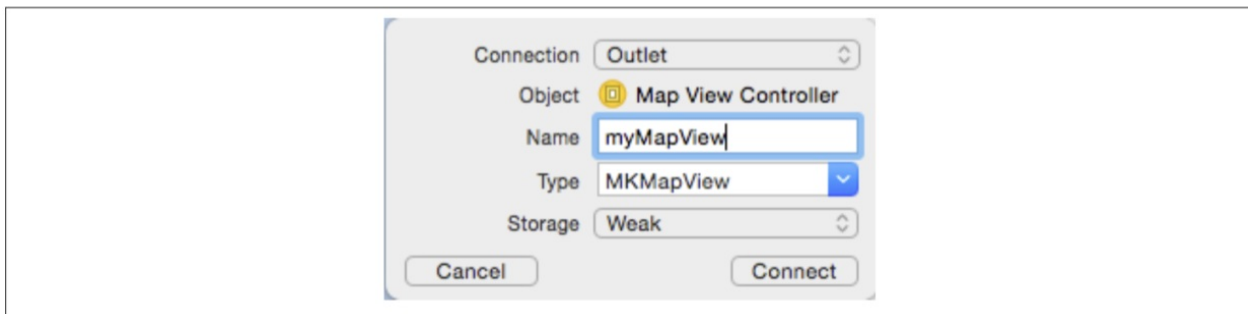 Connection Outlet
Object Map View Controller
Name myMapView
Type MKMapView
Storage Weak
Cancel Connect